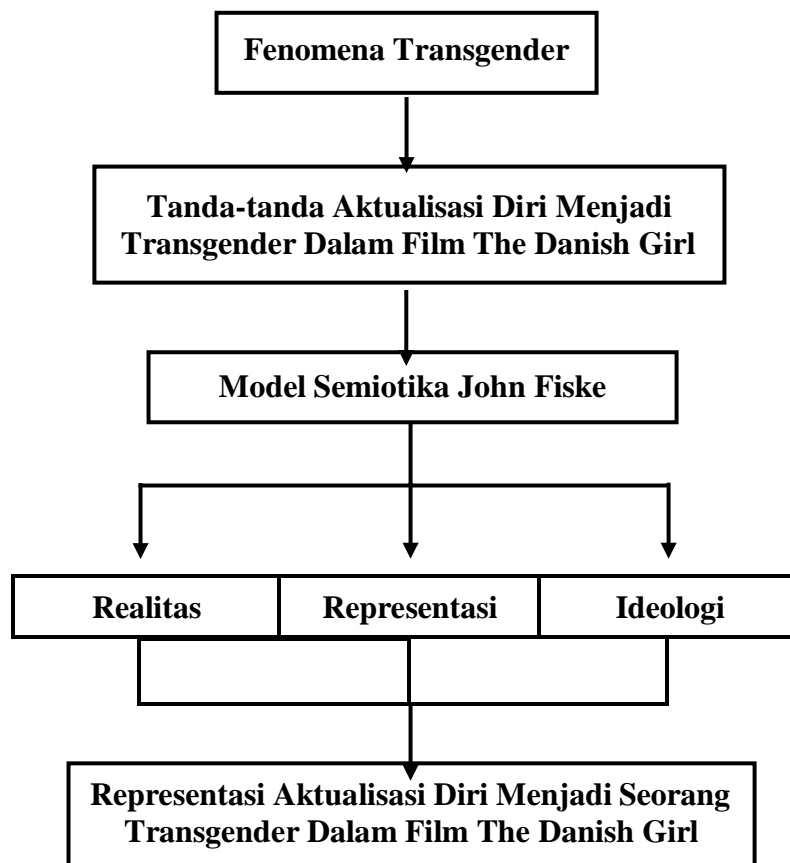 Fenomena Transgender
Tanda-tanda Aktualisasi Diri Menjadi
Transgender Dalam Film The Danish Girl
Model Semiotika John Fiske
Realitas
Representasi
Ideologi
Representasi Aktualisasi Diri Menjadi Seorang
Transgender Dalam Film The Danish Girl